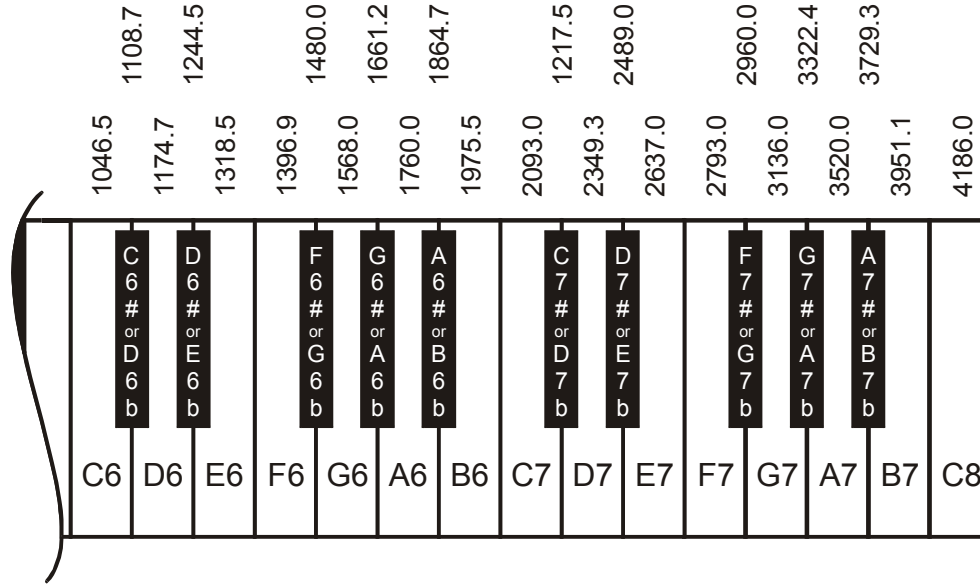 1108.7 1244.5 1480.0 1661.2 1864.7 1217.5 2489.0 2960.0 3322.4 3729.3
1046.5 1174.7 1318.5 1396.9 1568.0 1760.0 1975.5 2093.0 2349.3 2637.0 2793.0 3136.0 3520.0 3951.1 4186.0
C6# or D6b
D6# or E6b
F6# or G6b
G6# or A6b
A6# or B6b
C7# or D7b
D7# or E7b
F7# or G7b
G7# or A7b
A7# or B7b
C6 D6 E6 F6 G6 A6 B6 C7 D7 E7 F7 G7 A7 B7 C8